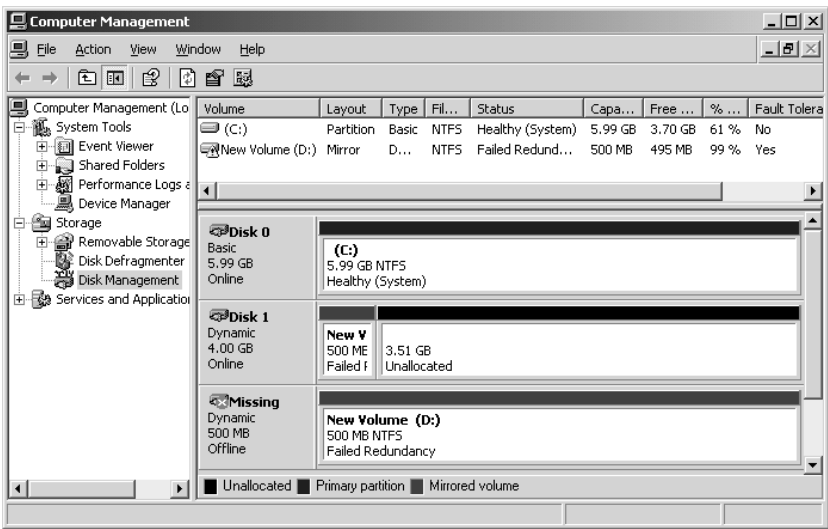 Computer Management
File Action View Window Help
Computer Management (Lo
System Tools
Event Viewer
Shared Folders
Performance Logs a
Device Manager
Storage
Removable Storage
Disk Defragmenter
Disk Management
Services and Application
Volume Layout Type Fil... Status Capa... Free ... % ... Fault Tolera
(C:) Partition Basic NTFS Healthy (System) 5.99 GB 3.70 GB 61 % No
New Volume (D:) Mirror D... NTFS Failed Redund... 500 MB 495 MB 99 % Yes
Disk 0
Basic
5.99 GB
Online
(C:)
5.99 GB NTFS
Healthy (System)
Disk 1
Dynamic
4.00 GB
Online
New V
500 ME
Failed F
3.51 GB
Unallocated
Missing
Dynamic
500 MB
Offline
New Volume (D:)
500 MB NTFS
Failed Redundancy
Unallocated Primary partition Mirrored volume